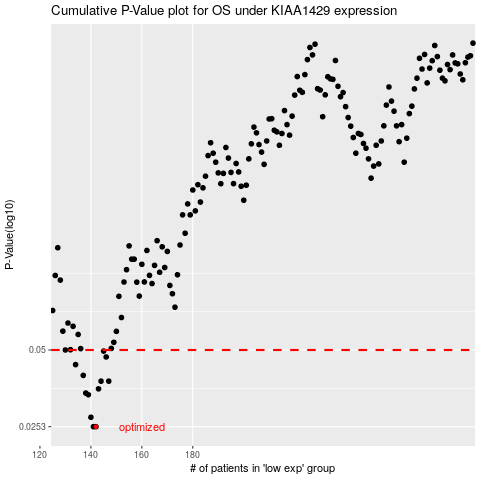 Cumulative P-Value plot for OS under KIAA1429 expression
P-Value(log10)
0.05
0.0253
optimized
120 140 160 180
# of patients in 'low exp' group